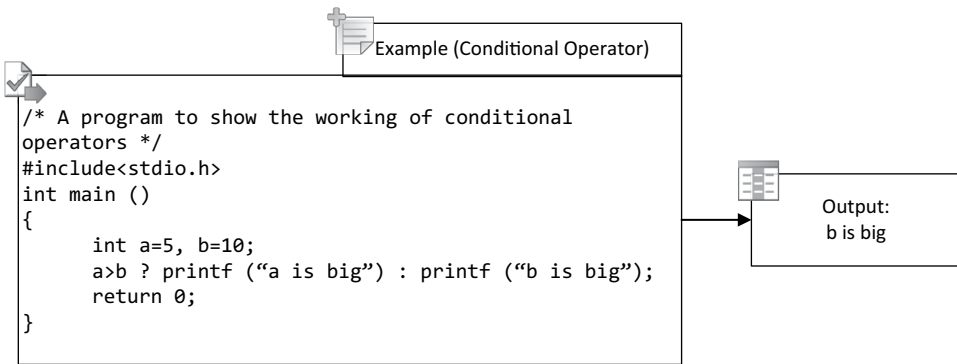 Example (Conditional Operator)
/* A program to show the working of conditional
operators */
#include<stdio.h>
int main ()
{
int a=5, b=10;
a>b ? printf (“a is big”) : printf (“b is big”);
return 0;
}
Output:
b is big